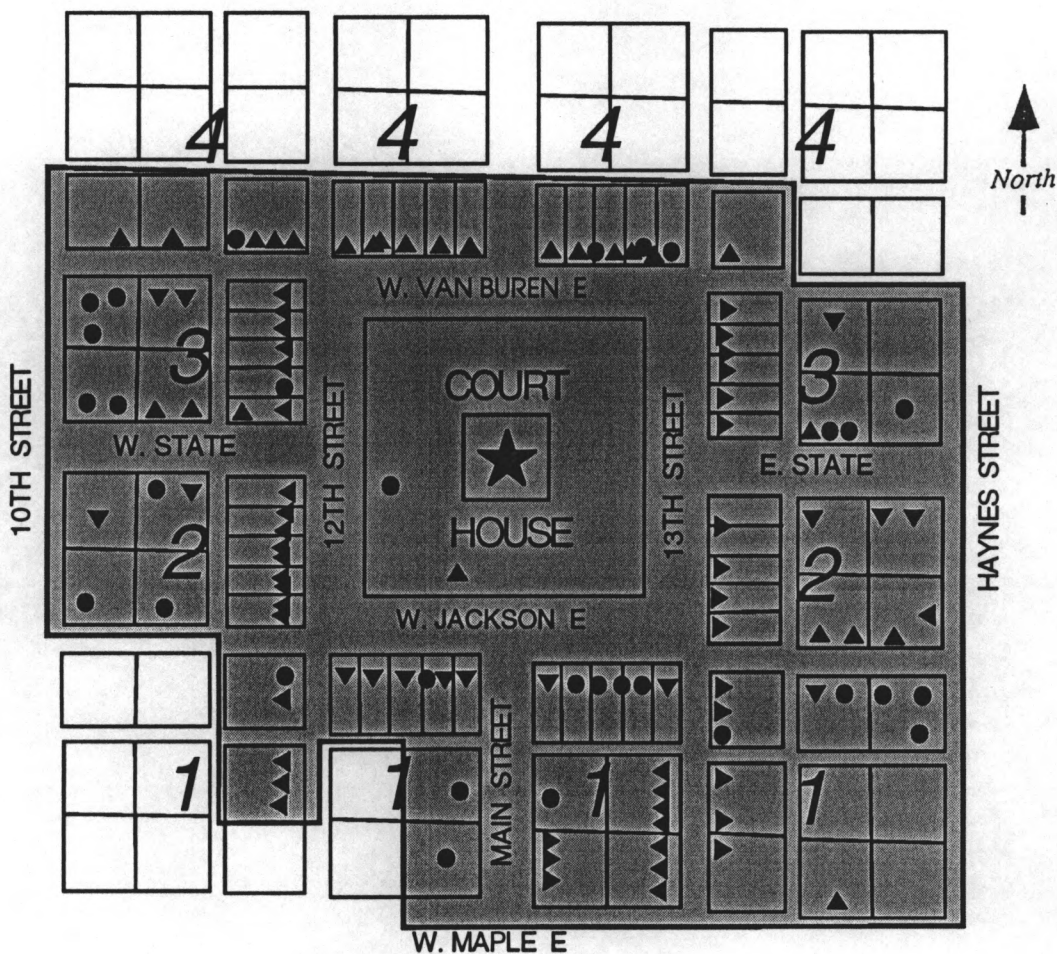 4 4 4 4
North
W. VAN BUREN E
3 3
COURT
HOUSE
10TH STREET
W. STATE
12TH STREET
13TH STREET
E. STATE
HAYNES STREET
2 2
W. JACKSON E
MAIN STREET
1 1 1 1
W. MAPLE E